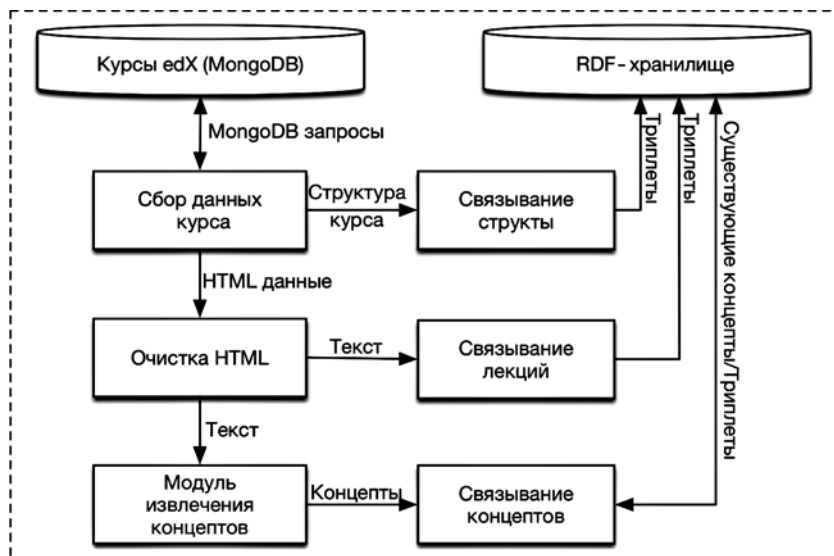 Курсы edX (MongoDB)
RDF-хранилище
MongoDB запросы
Триплеты
Триплеты
Существующие концепты/Триплеты
Сбор данных
курса
Структура
курса
Связывание
структы
HTML данные
Очистка HTML
Текст
Связывание
лекций
Текст
Модуль
извлечения
концептов
Концепты
Связывание
концептов